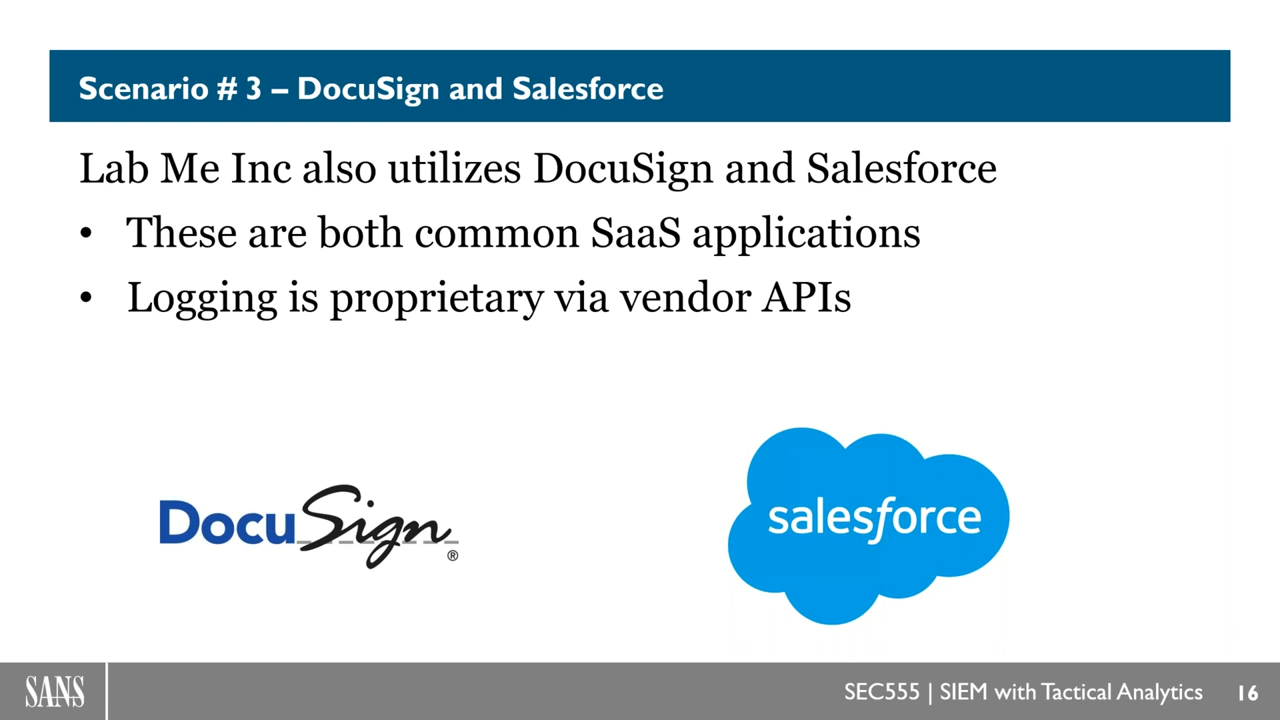 Scenario # 3 – DocuSign and Salesforce
Lab Me Inc also utilizes DocuSign and Salesforce
• These are both common SaaS applications
• Logging is proprietary via vendor APIs
DocuSign®
salesforce
SANS
SEC555 | SIEM with Tactical Analytics
16